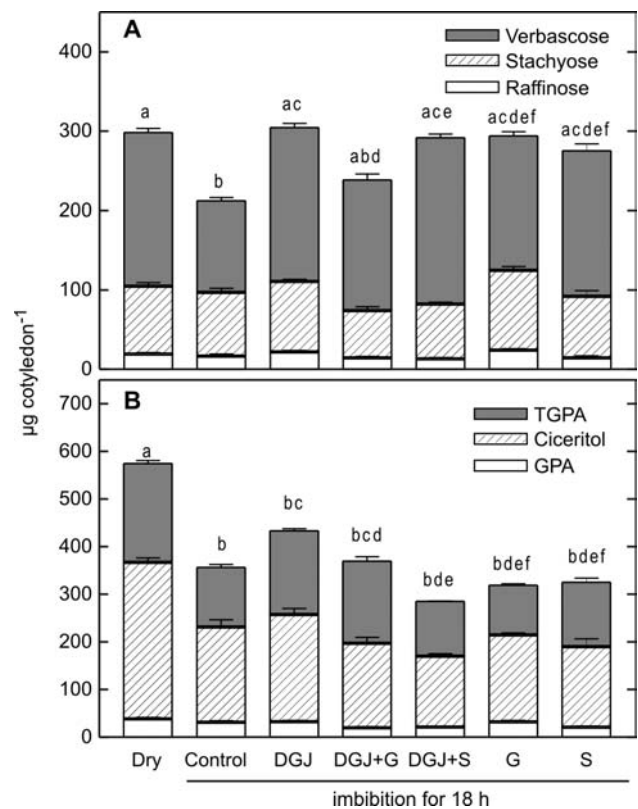 A
Verbascose
Stachyose
Raffinose
400
300
200
100
0
a
b
ac
abd
ace
acdef
acdef
µg cotyledon-1
B
TGPA
Ciceritol
GPA
700
600
500
400
300
200
100
0
a
b
bc
bcd
bde
bdef
bdef
Dry Control DGJ DGJ+G DGJ+S G S
imbibition for 18 h